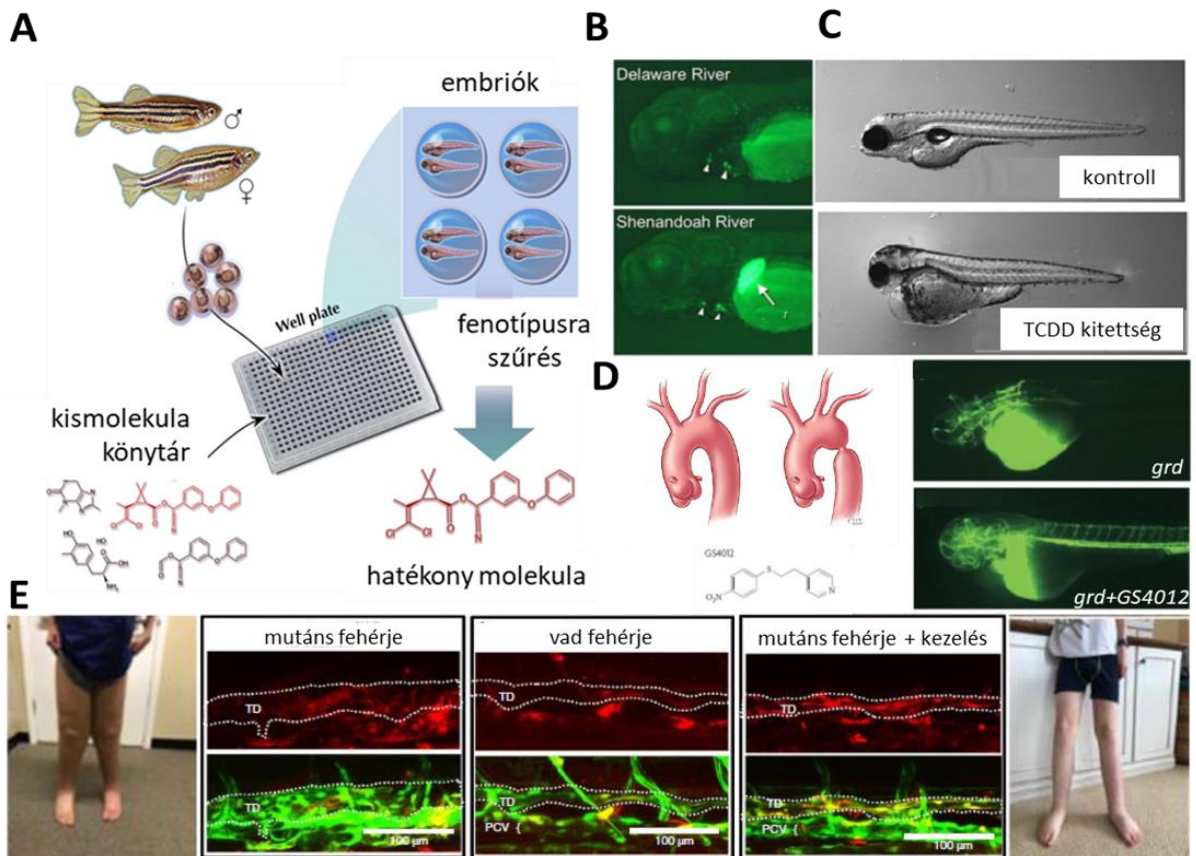 A
embriók
♂
♀
Well plate
fenotípusra
szűrés
kismolekula
könytár
hatékony molekula
B
Delaware River
Shenandoah River
C
kontroll
TCDD kitettség
D
GS4012
O₂N
S
N
grd
grd+GS4012
E
mutáns fehérje
TD
TD
100 µm
vad fehérje
TD
TD
PCV {
100 µm
mutáns fehérje + kezelés
TD
TD
PCV {
100 µm